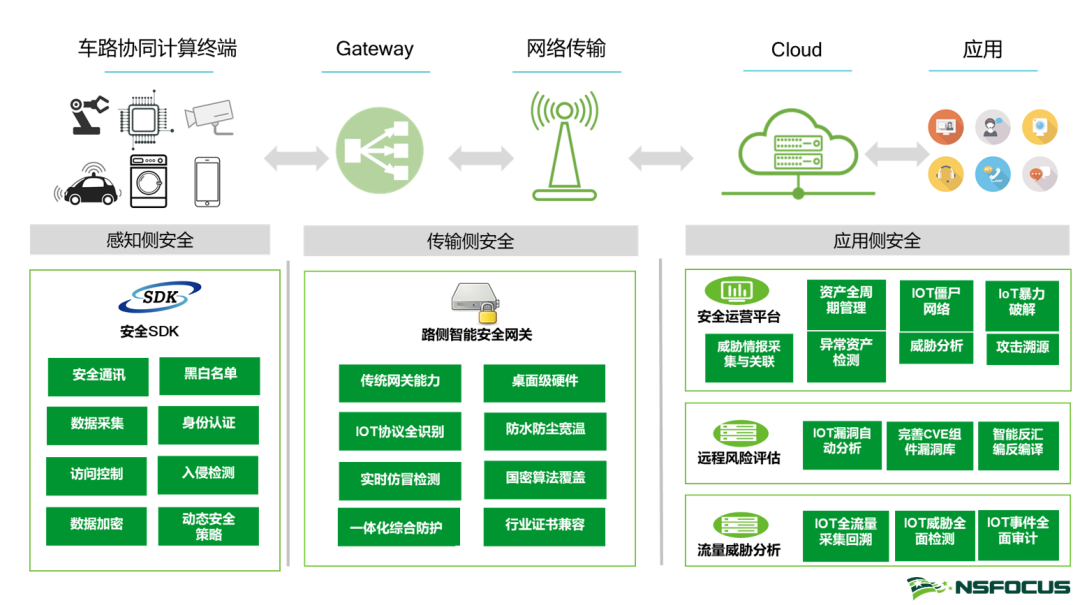 车路协同计算终端
Gateway
网络传输
Cloud
应用
感知侧安全
传输侧安全
应用侧安全
SDK
安全SDK
安全通讯
黑白名单
数据采集
身份认证
访问控制
入侵检测
数据加密
动态安全
策略
路侧智能安全网关
传统网关能力
桌面级硬件
IOT协议全识别
防水防尘宽温
实时仿冒检测
国密算法覆盖
一体化综合防护
行业证书兼容
安全运营平台
资产全周
期管理
IOT僵尸
网络
IoT暴力
破解
威胁情报采
集与关联
异常资产
检测
威胁分析
攻击溯源
远程风险评估
IOT漏洞自
动分析
完善CVE组
件漏洞库
智能反汇
编反编译
流量威胁分析
IOT全流量
采集回溯
IOT威胁全
面检测
IOT事件全
面审计
NSFOCUS